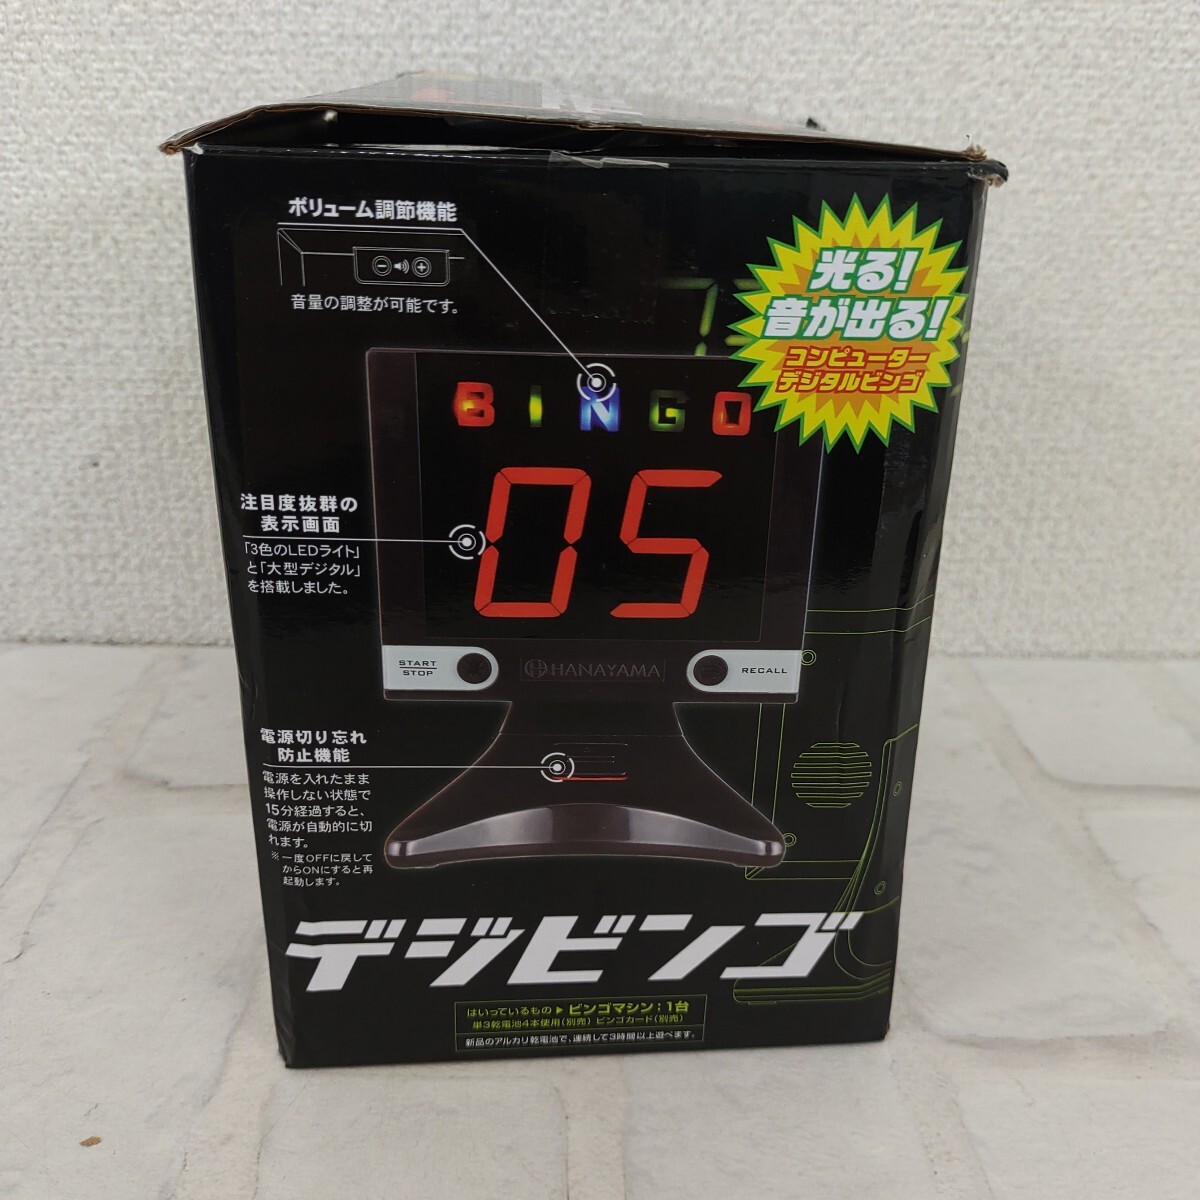 ボリューム調節機能
音量の調整が可能です。
光る!
音が出る!
コンピューター
デジタルビンゴ
BINGO
05
注目度抜群の
表示画面
「3色のLEDライト」
と「大型デジタル」
を搭載しました。
START
STOP
HANAYAMA
RECALL
電源切り忘れ
防止機能
電源を入れたまま
操作しない状態で
15分経過すると、
電源が自動的に切
れます。
※一度OFFに戻して
からONにすると再
起動します。
デジビンゴ
はいっているもの▶ビンゴマシン:1台
単3乾電池4本使用(別売) ビンゴカード(別売)
新品のアルカリ乾電池で、連続して3時間以上遊べます。